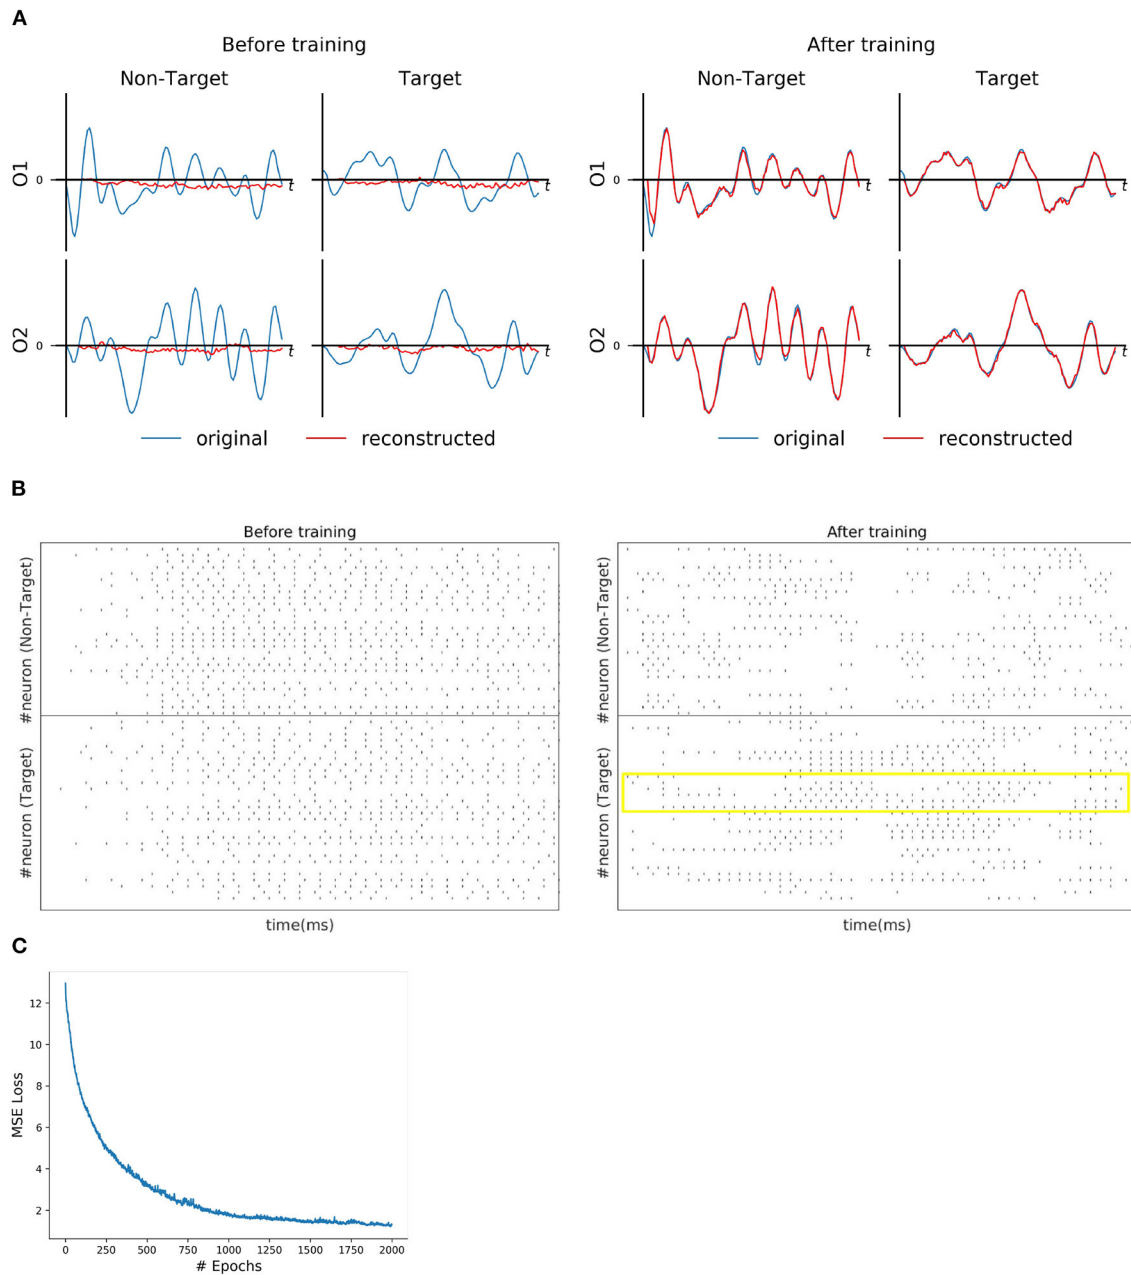 A
Before training
After training
Non-Target
Target
Non-Target
Target
O1
0
t
O1
0
t
O2
0
t
O2
0
t
original
reconstructed
original
reconstructed
B
Before training
After training
#neuron (Non-Target)
#neuron (Target)
#neuron (Non-Target)
#neuron (Target)
time(ms)
time(ms)
C
MSE Loss
12
10
8
6
4
2
0 250 500 750 1000 1250 1500 1750 2000
# Epochs